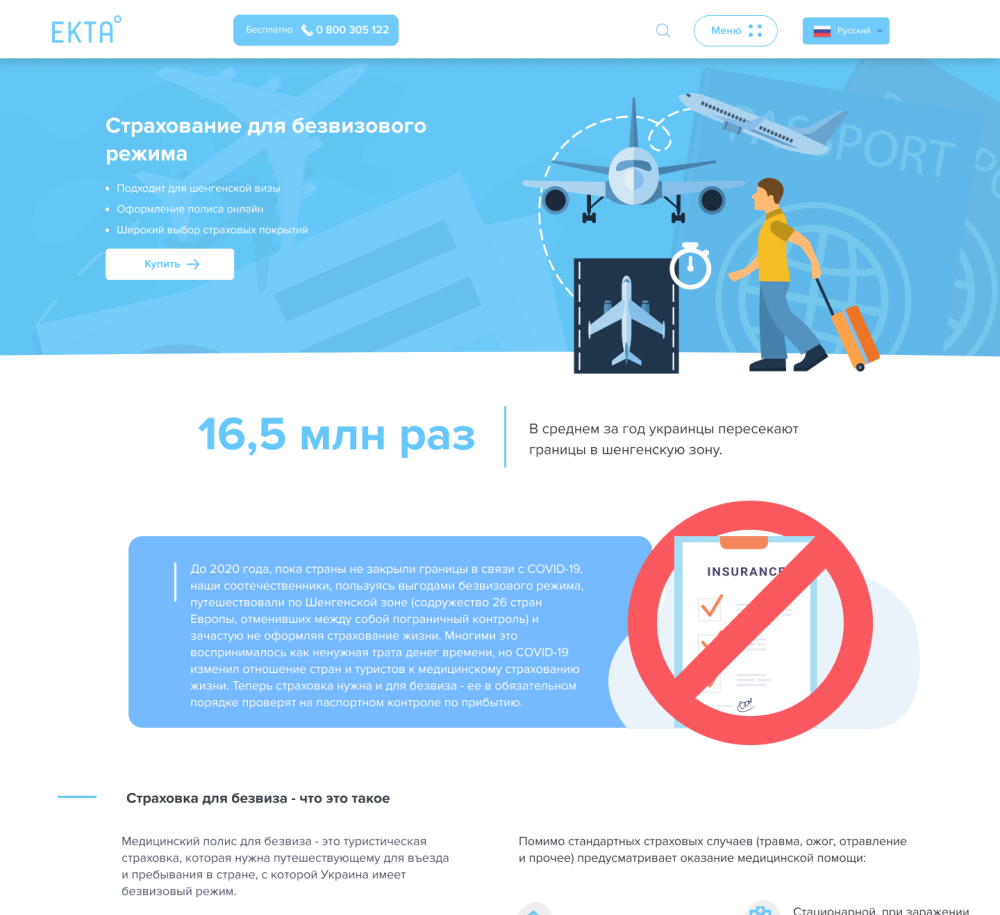 EKTA°
Бесплатно 0 800 305 122
Меню
Русский
Страхование для безвизового
режима
PASSPORT
• Подходит для шенгенской визы
• Оформление полиса онлайн
• Широкий выбор страховых покрытий
Купить
16,5 млн раз
В среднем за год украинцы пересекают
границы в шенгенскую зону.
До 2020 года, пока страны не закрыли границы в связи с COVID-19,
наши соотечественники, пользуясь выгодами безвизового режима,
путешествовали по Шенгенской зоне (содружество 26 стран
Европы, отменивших между собой пограничный контроль) и
зачастую не оформляя страхование жизни. Многими это
воспринималось как ненужная трата денег времени, но COVID-19
изменил отношение стран и туристов к медицинскому страхованию
жизни. Теперь страховка нужна и для безвиза - ее в обязательном
порядке проверят на паспортном контроле по прибытию.
INSURANCE
Страховка для безвиза - что это такое
Медицинский полис для безвиза - это туристическая
страховка, которая нужна путешествующему для въезда
и пребывания в стране, с которой Украина имеет
безвизовый режим.
Помимо стандартных страховых случаев (травма, ожог, отравление
и прочее) предусматривает оказание медицинской помощи:
Стационарной, при заражении